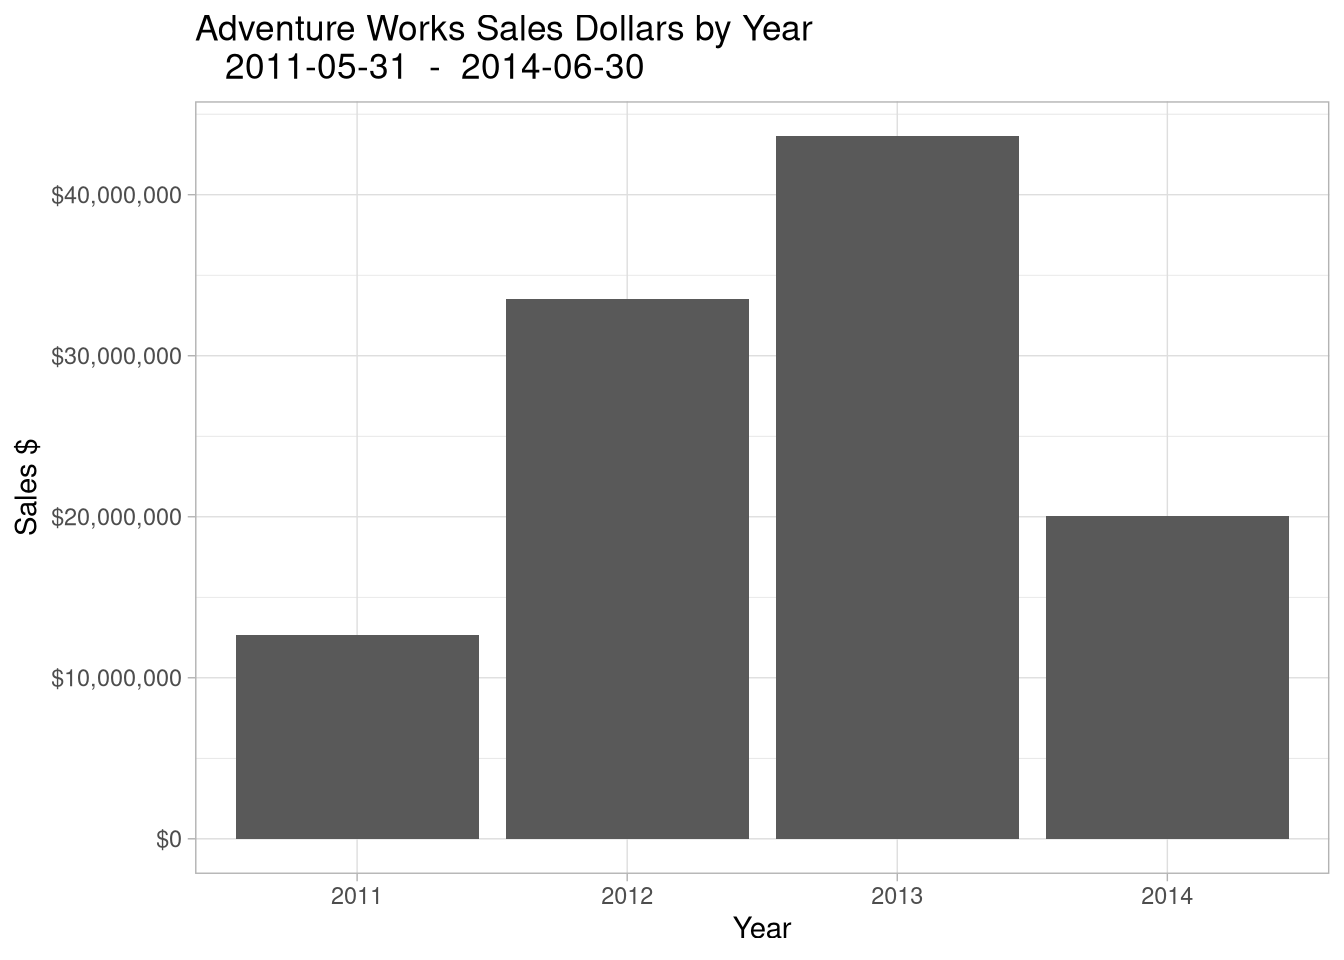 Adventure Works Sales Dollars by Year
2011-05-31 - 2014-06-30
$40,000,000
$30,000,000
Sales $
$20,000,000
$10,000,000
$0
2011 2012 2013 2014
Year